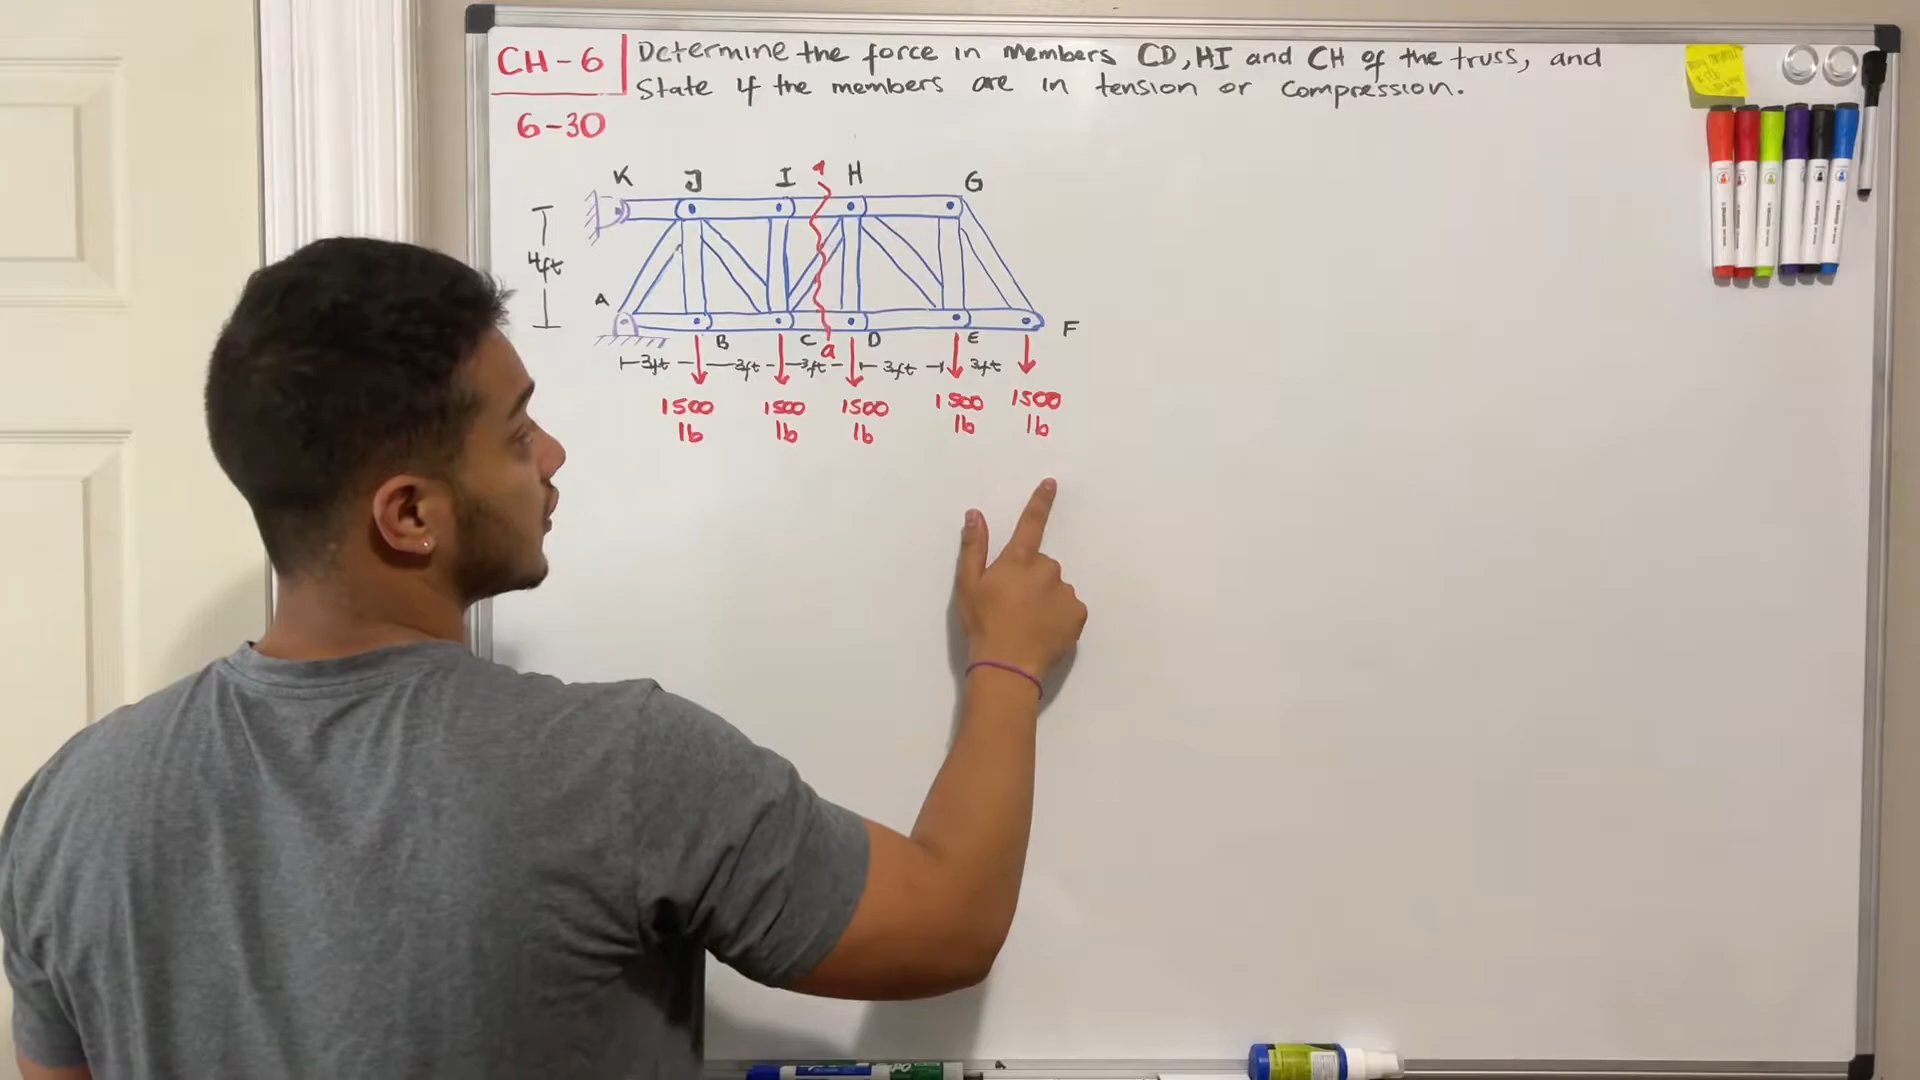 CH-6 Determine the force in members CD, HI and CH of the truss, and
State if the members are in tension or compression.
6-30
K J I a H G
4ft
A
B C a D E F
3ft 3ft 3ft 3ft 3ft
1500 1500 1500 1500 1500
lb lb lb lb lb